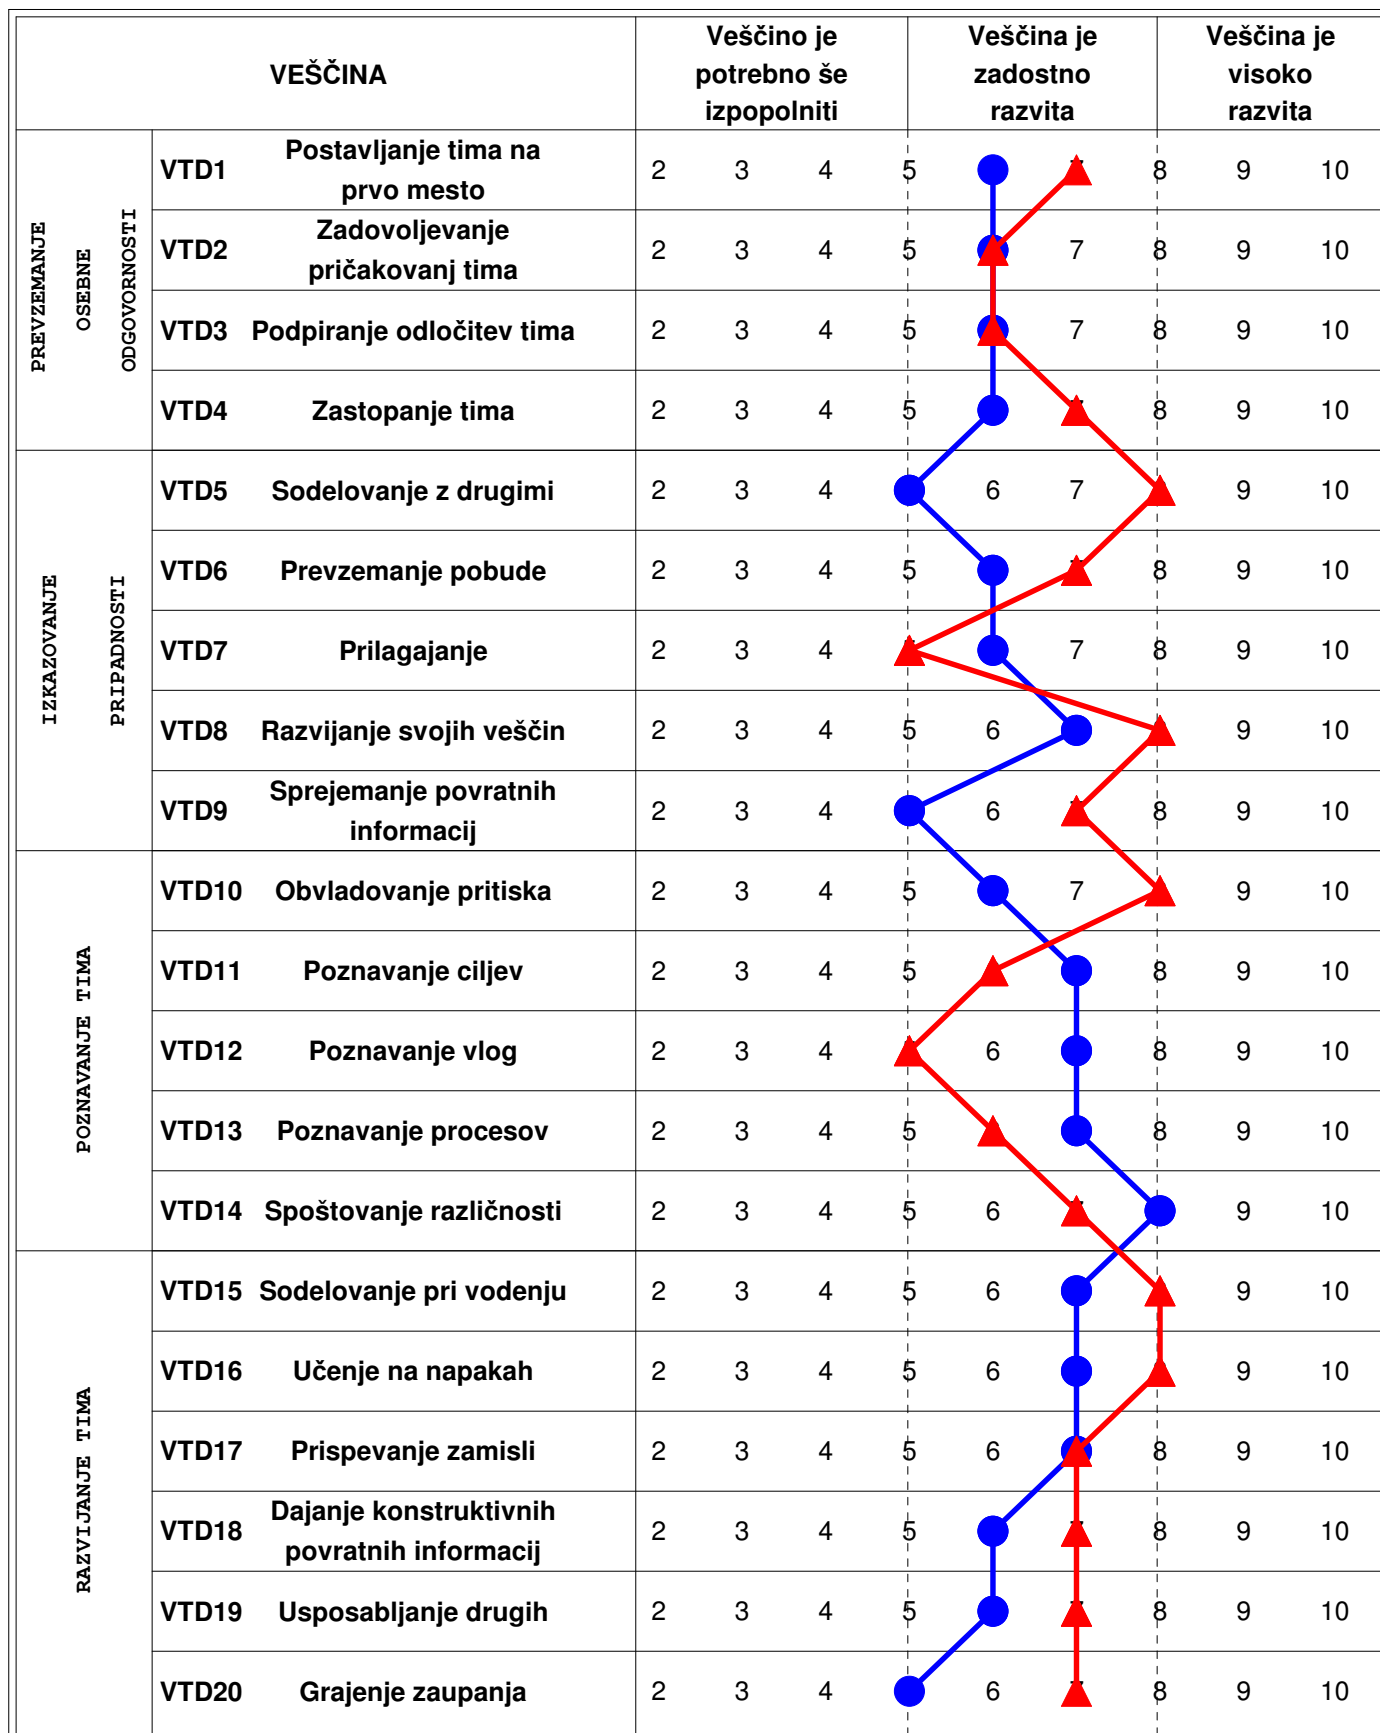 VEŠČINA
Veščino je
potrebno še
izpopolniti
Veščina je
zadostno
razvita
Veščina je
visoko
razvita
PREVZEMANJE
OSEBNE
ODGOVORNOSTI
VTD1 Postavljanje tima na
prvo mesto
2 3 4 5 8 9 10
VTD2 Zadovoljevanje
pričakovanj tima
2 3 4 5 7 8 9 10
VTD3 Podpiranje odločitev tima 2 3 4 5 7 8 9 10
VTD4 Zastopanje tima 2 3 4 5 8 9 10
IZKAZOVANJE
PRIPADNOSTI
VTD5 Sodelovanje z drugimi 2 3 4 6 7 9 10
VTD6 Prevzemanje pobude 2 3 4 5 8 9 10
VTD7 Prilagajanje 2 3 4 7 8 9 10
VTD8 Razvijanje svojih veščin 2 3 4 5 6 9 10
VTD9 Sprejemanje povratnih
informacij
2 3 4 6 8 9 10
POZNAVANJE TIMA
VTD10 Obvladovanje pritiska 2 3 4 5 7 9 10
VTD11 Poznavanje ciljev 2 3 4 5 8 9 10
VTD12 Poznavanje vlog 2 3 4 6 8 9 10
VTD13 Poznavanje procesov 2 3 4 5 8 9 10
VTD14 Spoštovanje različnosti 2 3 4 5 6 9 10
RAZVIJANJE TIMA
VTD15 Sodelovanje pri vodenju 2 3 4 5 6 9 10
VTD16 Učenje na napakah 2 3 4 5 6 9 10
VTD17 Prispevanje zamisli 2 3 4 5 6 8 9 10
VTD18 Dajanje konstruktivnih
povratnih informacij
2 3 4 5 8 9 10
VTD19 Usposabljanje drugih 2 3 4 5 8 9 10
VTD20 Grajenje zaupanja 2 3 4 6 8 9 10